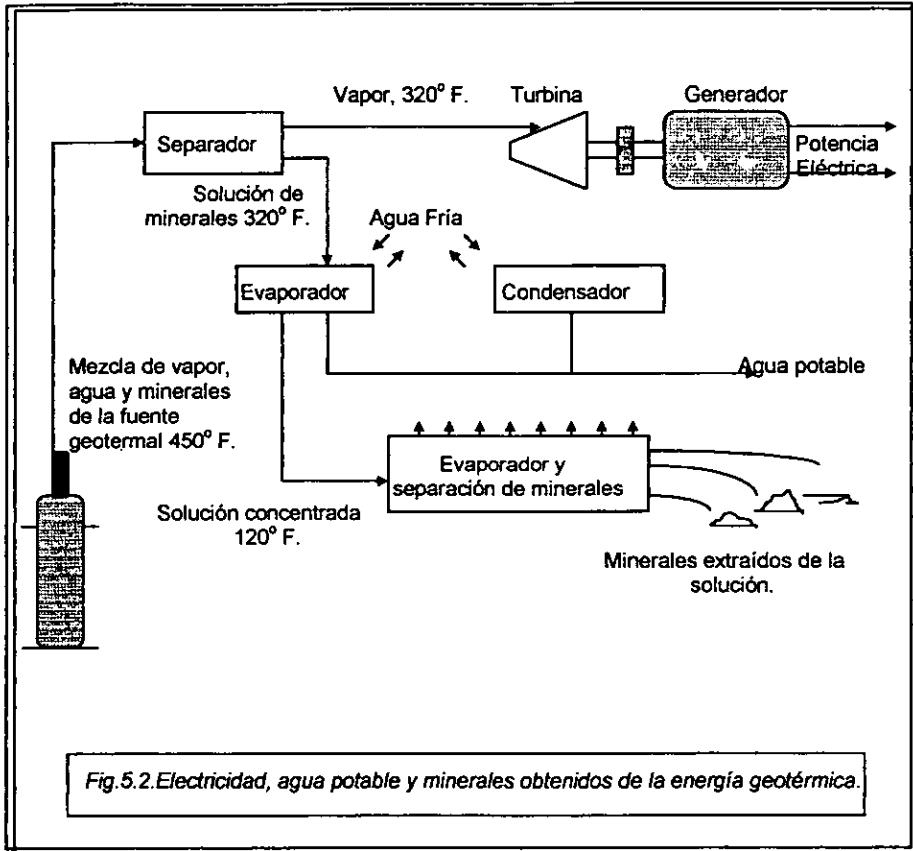 Vapor, 320° F.
Turbina
Generador
Separador
Potencia
Eléctrica
Solución de
minerales 320° F.
Agua Fría
Evaporador
Condensador
Mezcla de vapor,
agua y minerales
de la fuente
geotermal 450° F.
Agua potable
Evaporador y
separación de minerales
Solución concentrada
120° F.
Minerales extraídos de la
solución.
Fig.5.2.Electricidad, agua potable y minerales obtenidos de la energía geotérmica.